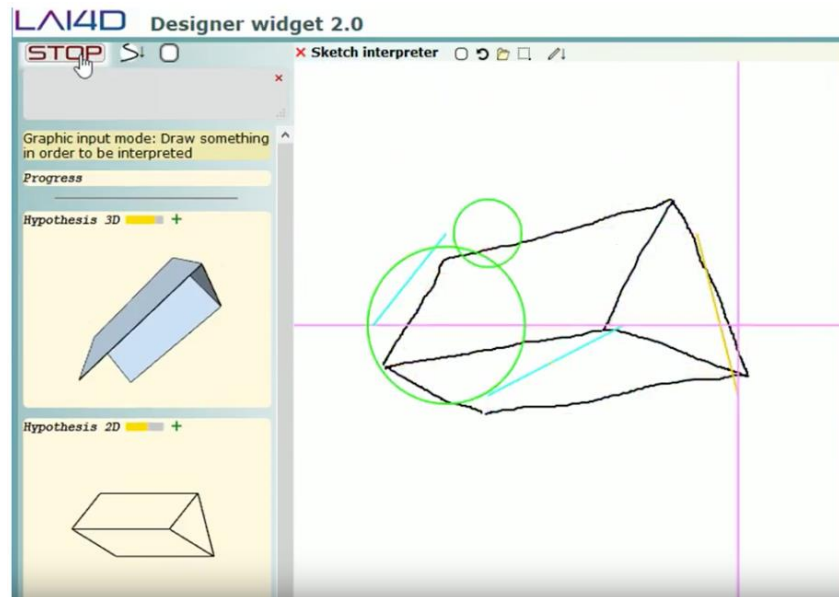 LAI4D Designer widget 2.0
STOP
Sketch interpreter
Graphic input mode: Draw something
in order to be interpreted
Progress
Hypothesis 3D
Hypothesis 2D